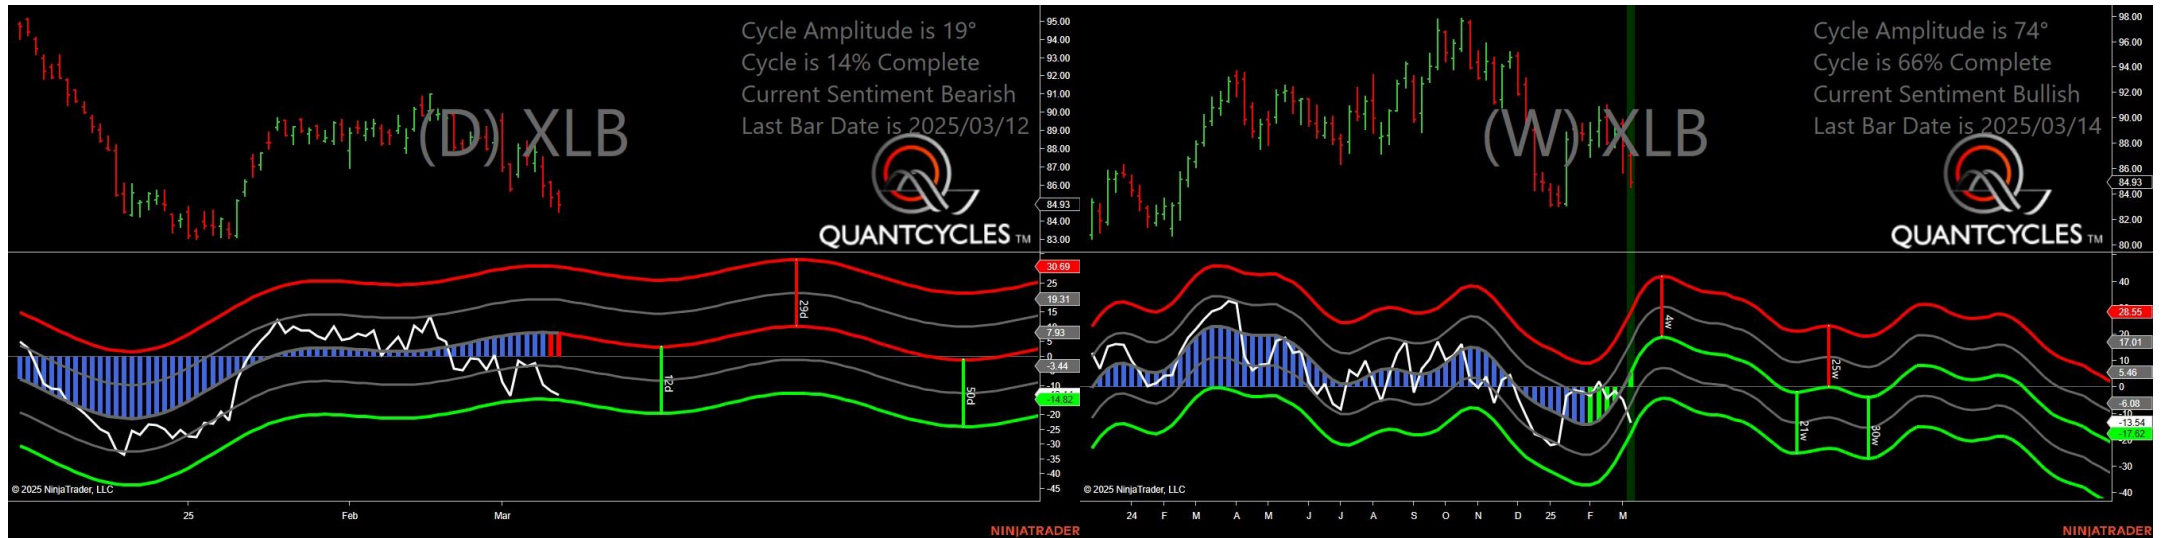 Cycle Amplitude is 19°
Cycle is 14% Complete
Current Sentiment Bearish
Last Bar Date is 2025/03/12
(D) XLB
QUANTCYCLES TM
95.00
94.00
93.00
92.00
91.00
90.00
89.00
88.00
87.00
86.00
84.93
84.00
83.00
30.69
25
19.31
15
7.93
5
0
-3.44
-10
-14.82
-20
-25
-30
-35
-40
-45
29d
12d
50d
© 2025 NinjaTrader, LLC
25 Feb Mar
NINJATRADER
Cycle Amplitude is 74°
Cycle is 66% Complete
Current Sentiment Bullish
Last Bar Date is 2025/03/14
(W) XLB
QUANTCYCLES TM
98.00
96.00
94.00
92.00
90.00
88.00
86.00
84.93
84.00
82.00
80.00
40
28.55
20
17.01
10
5.46
0
-6.08
-10
-13.54
-17.62
-30
-40
4w
25w
21w
30w
© 2025 NinjaTrader, LLC
24 F M A M J J A S O N D 25 F M
NINJATRADER